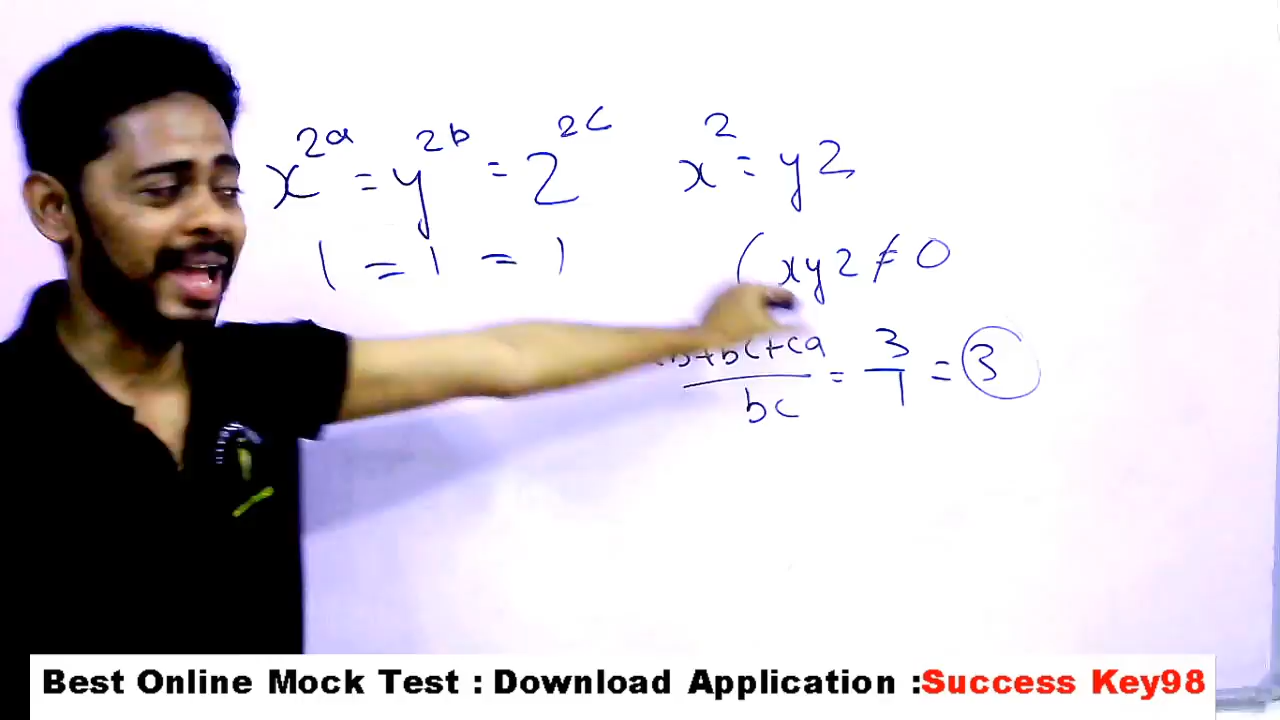 x^2a = y^2b = z^2c   x^2 = yz
1 = 1 = 1   (xyz ≠ 0
b+bc+ca/bc = 3/1 = 3
Best Online Mock Test : Download Application :Success Key98